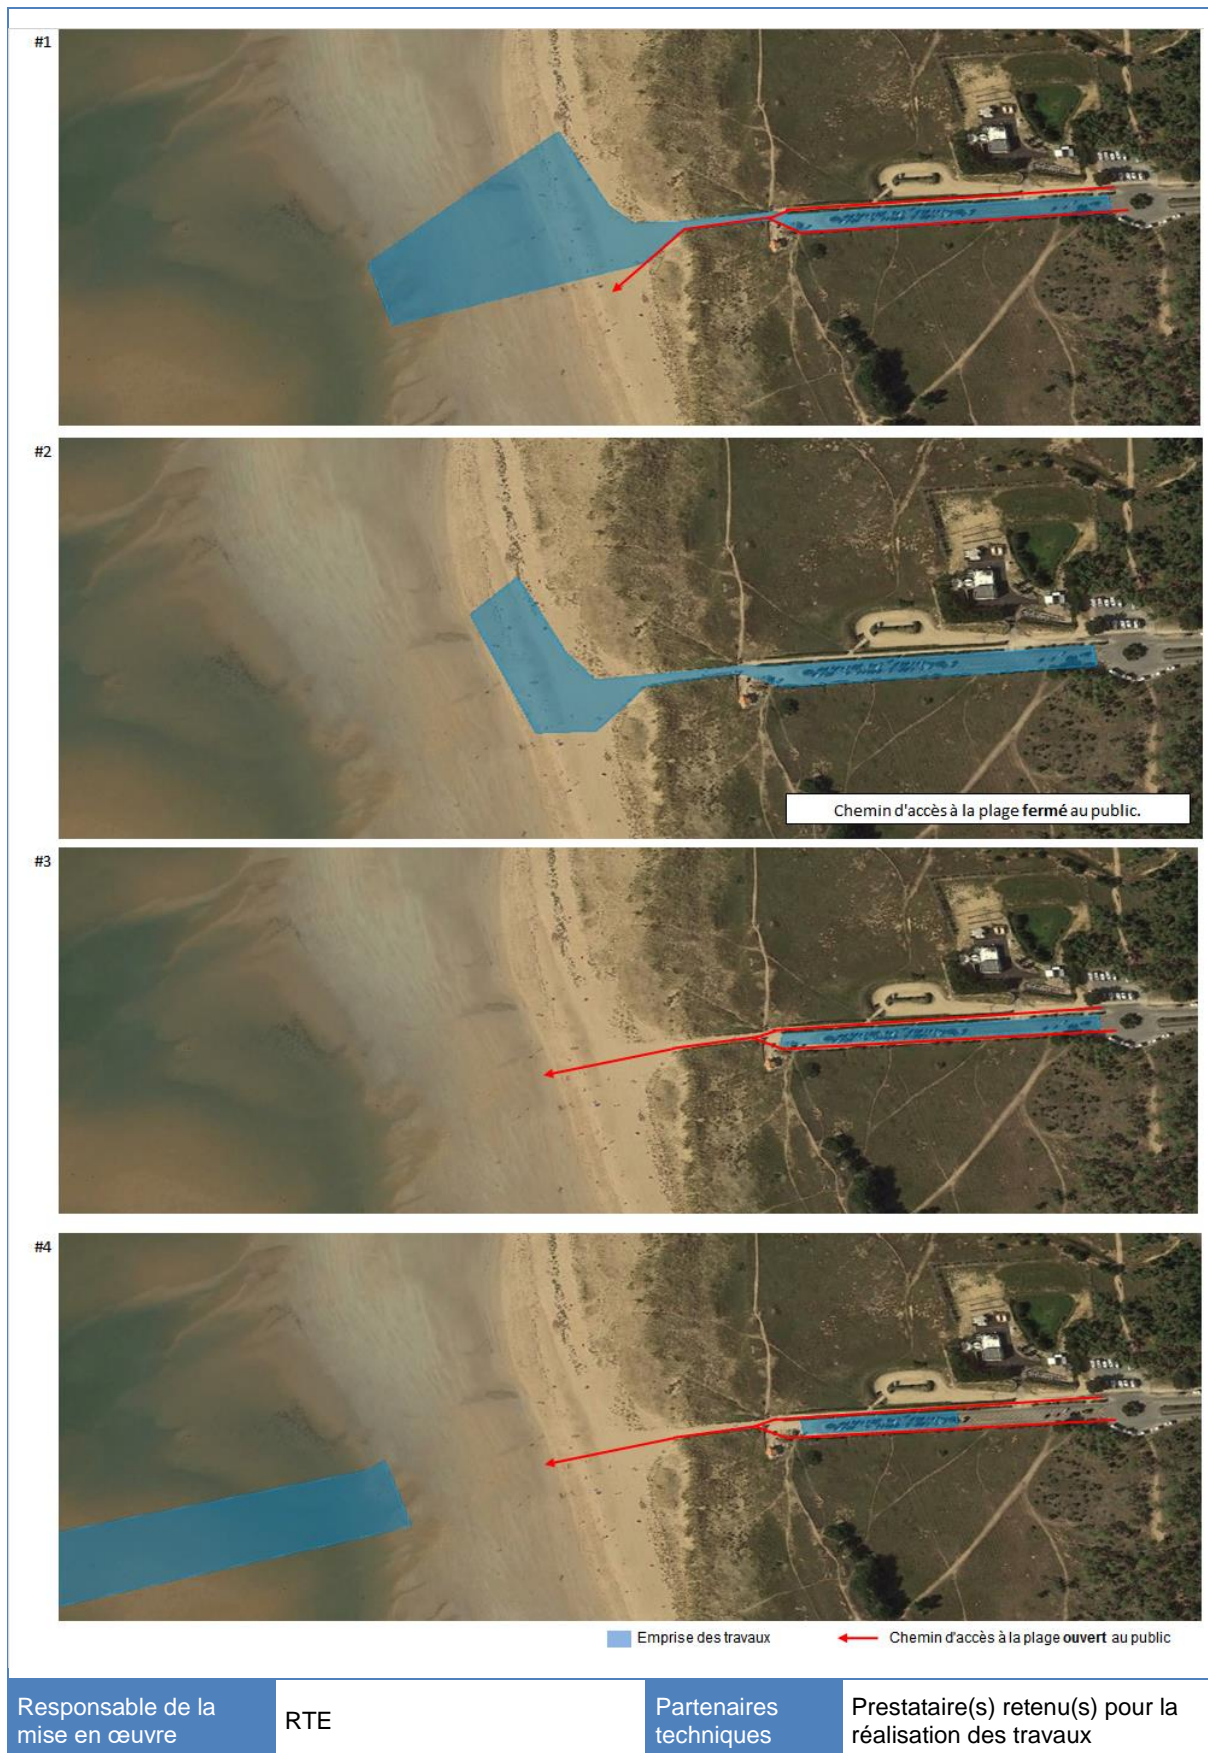 #1
#2
Chemin d'accès à la plage fermé au public.
#3
#4
Emprise des travaux
Chemin d'accès à la plage ouvert au public
Responsable de la
mise en œuvre
RTE
Partenaires
techniques
Prestataire(s) retenu(s) pour la
réalisation des travaux